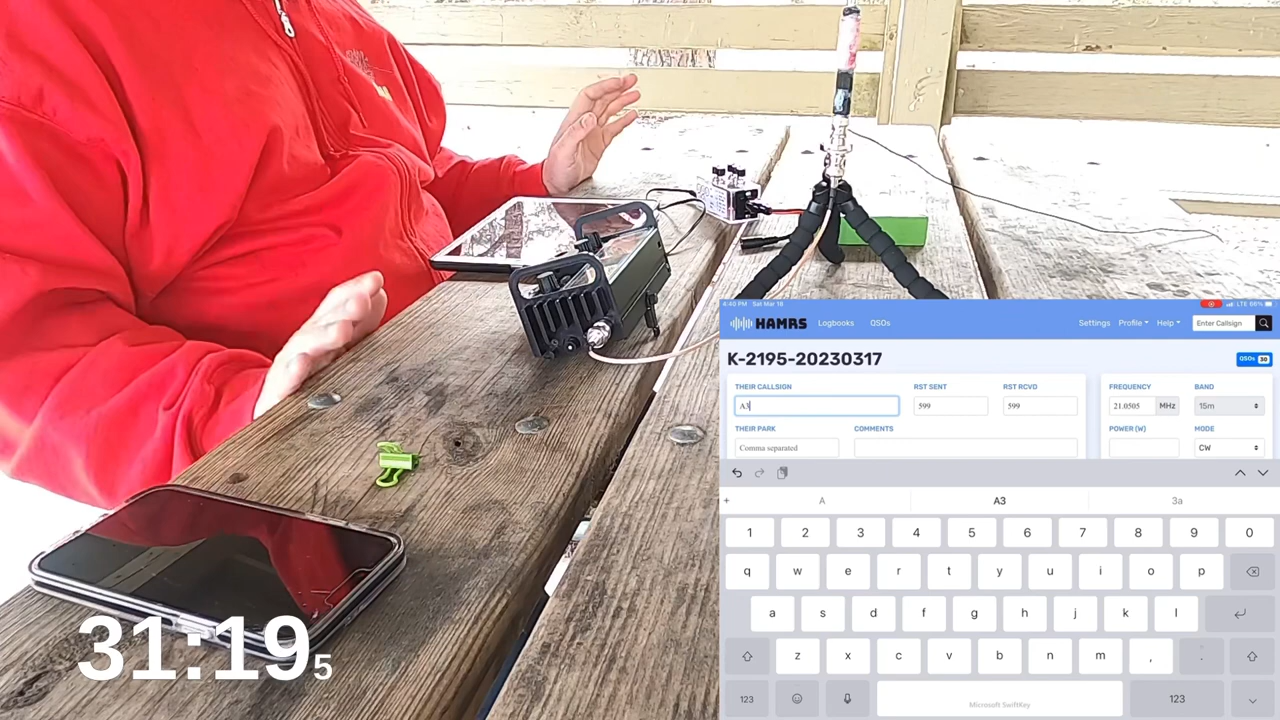 4:40 PM Sat Mar 18
LTE 66%
HAMRS Logbooks QSOs Settings Profile Help Enter Callsign
K-2195-20230317 QSOs 30
THEIR CALLSIGN RST SENT RST RCVD FREQUENCY BAND
A3 599 599 21.0505 MHz 15m
THEIR PARK COMMENTS POWER (W) MODE
Comma separated CW
+ A A3 3a
1 2 3 4 5 6 7 8 9 0
q w e r t y u i o p
a s d f g h j k l
z x c v b n m , .
123 Microsoft SwiftKey 123
31:19 5